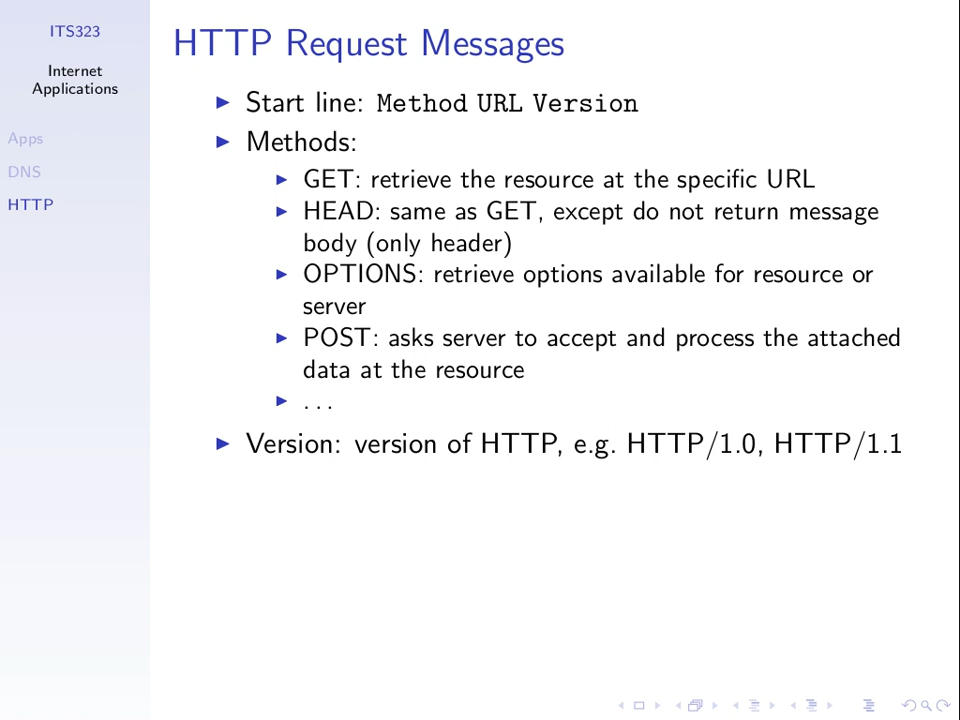 ITS323
Internet
Applications
Apps
DNS
HTTP
HTTP Request Messages
Start line: Method URL Version
Methods:
GET: retrieve the resource at the specific URL
HEAD: same as GET, except do not return message
body (only header)
OPTIONS: retrieve options available for resource or
server
POST: asks server to accept and process the attached
data at the resource
...
Version: version of HTTP, e.g. HTTP/1.0, HTTP/1.1